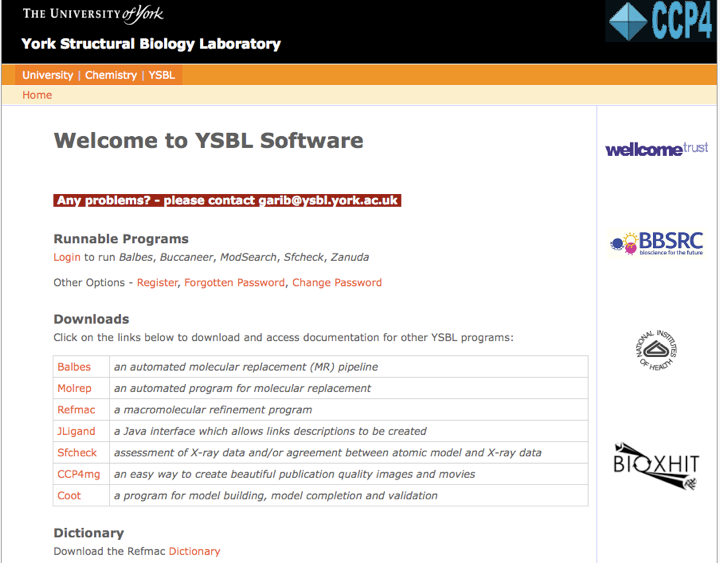 THE UNIVERSITY of York
CCP4
York Structural Biology Laboratory
University | Chemistry | YSBL
Home
Welcome to YSBL Software
wellcometrust
Any problems? - please contact garib@ysbl.york.ac.uk
Runnable Programs
BBSRC
bioscience for the future
Login to run Balbes, Buccaneer, ModSearch, Sfcheck, Zanuda
Other Options - Register, Forgotten Password, Change Password
Downloads
Click on the links below to download and access documentation for other YSBL programs:
NATIONAL INSTITUTES OF HEALTH
Balbes an automated molecular replacement (MR) pipeline
Molrep an automated program for molecular replacement
Refmac a macromolecular refinement program
JLigand a Java interface which allows links descriptions to be created
Sfcheck assessment of X-ray data and/or agreement between atomic model and X-ray data
BIOXHIT
CCP4mg an easy way to create beautiful publication quality images and movies
Coot a program for model building, model completion and validation
Dictionary
Download the Refmac Dictionary